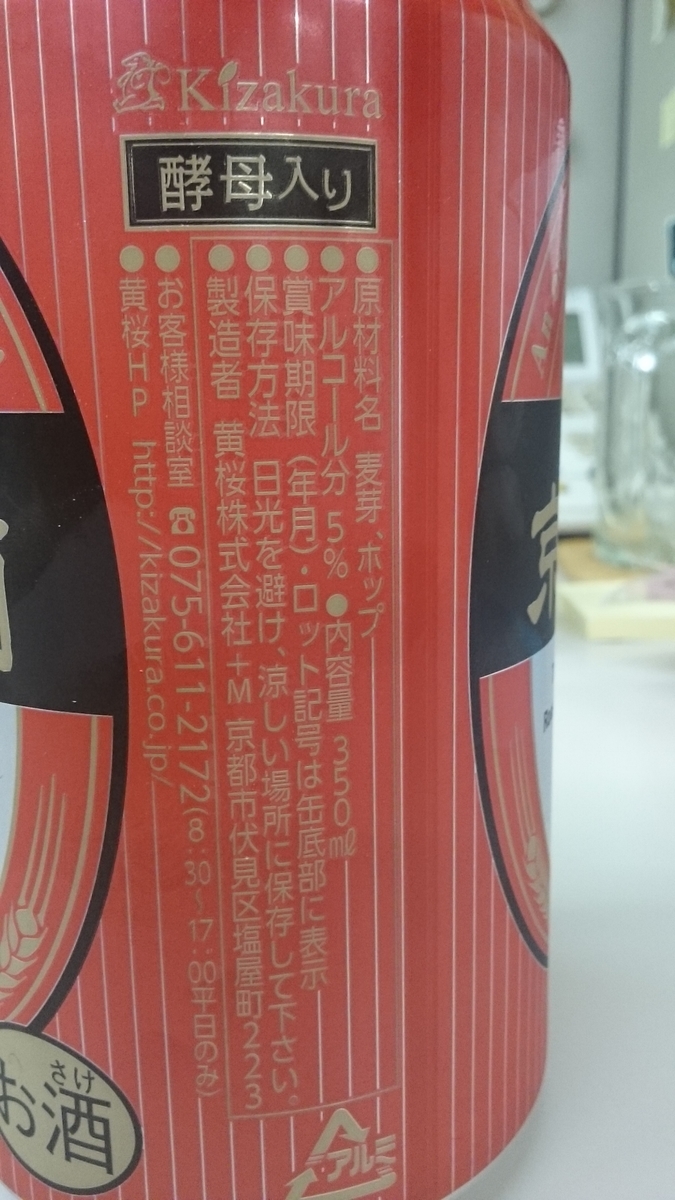 Kizakura
酵母入り
●原材料名 麦芽、ホップ
●アルコール分 5% ●内容量 350ml
●賞味期限(年月)・ロット記号は缶底部に表示
●保存方法 日光を避け、涼しい場所に保存して下さい。
●製造者 黄桜株式会社+M 京都市伏見区塩屋町223
●お客様相談室 ☎075-611-2172(8:30〜17:00平日のみ)
●黄桜HP http://kizakura.co.jp/
お酒
さけ
アルミ
京
An